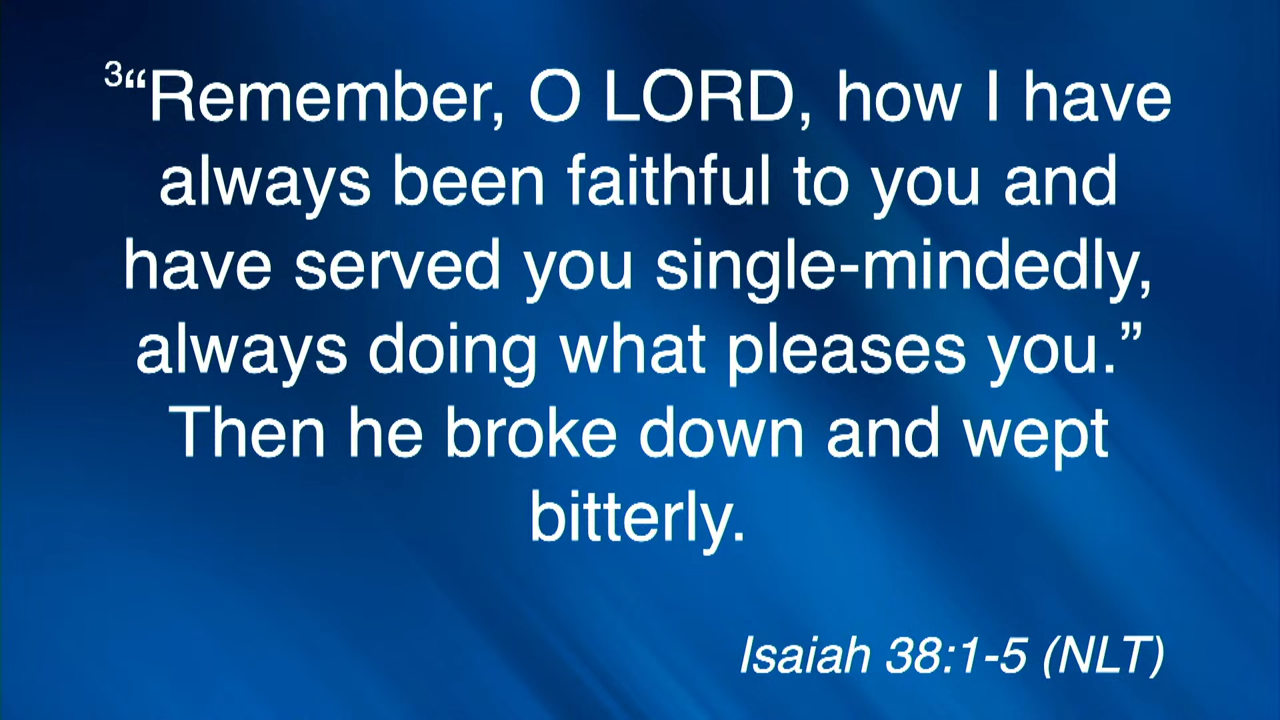 ³“Remember, O LORD, how I have
always been faithful to you and
have served you single-mindedly,
always doing what pleases you.”
Then he broke down and wept
bitterly.
Isaiah 38:1-5 (NLT)